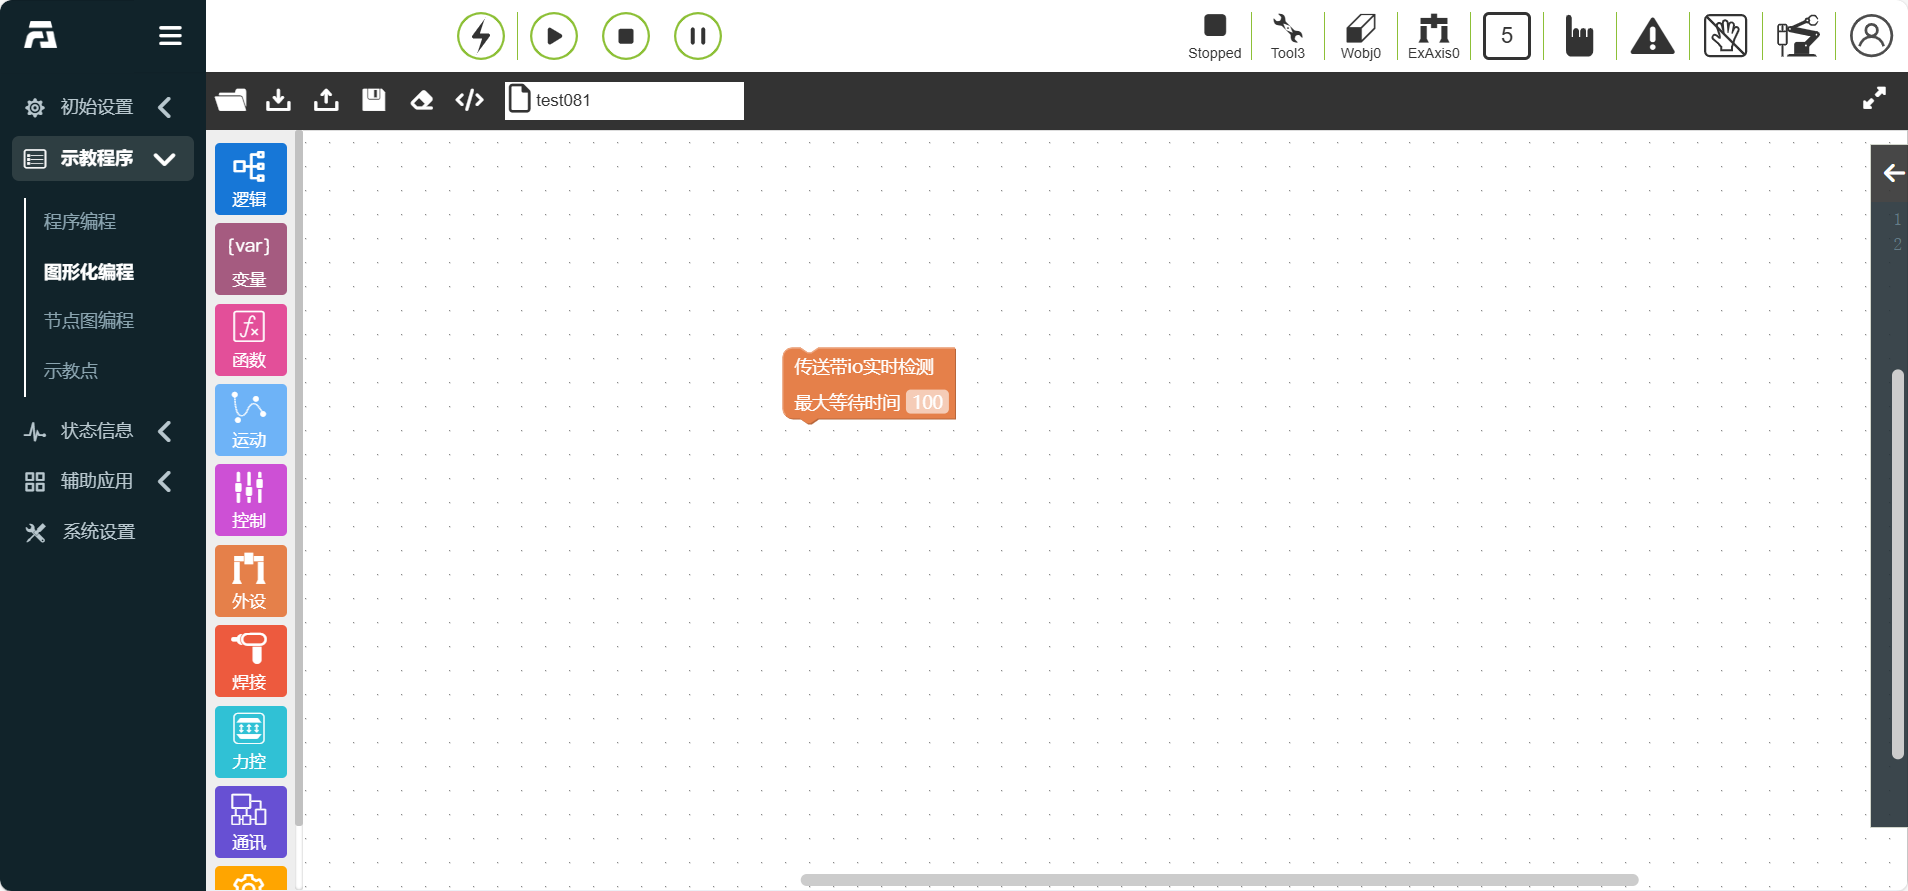 Stopped
Tool3
Wobj0
ExAxis0
5
test081
初始设置
示教程序
程序编程
图形化编程
节点图编程
示教点
状态信息
辅助应用
系统设置
逻辑
{var}
变量
fx
函数
运动
控制
外设
焊接
力控
通讯
传送带io实时检测
最大等待时间 100
1
2